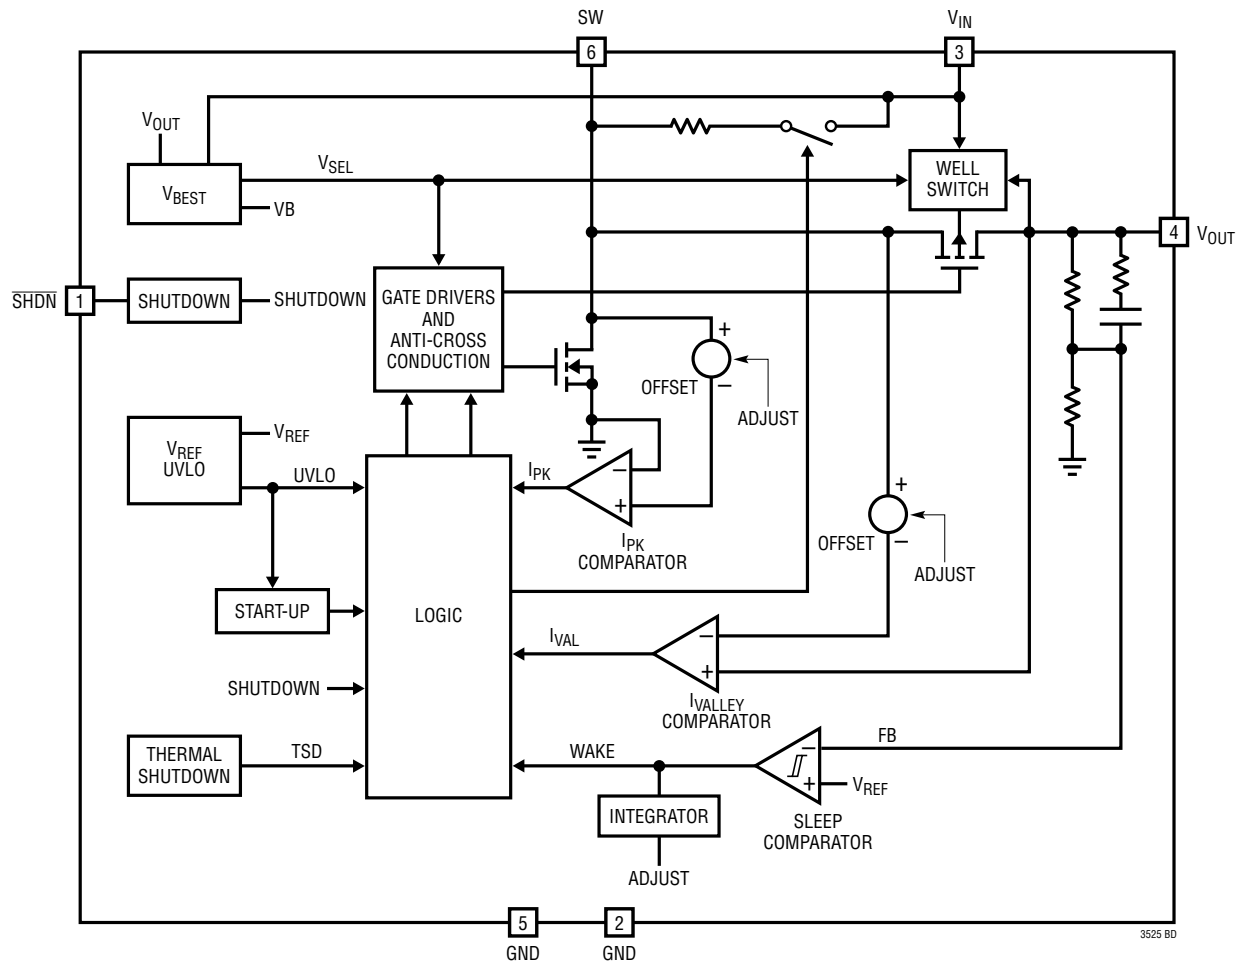 SW
VIN
6
3
VOUT
VSEL
WELL
SWITCH
VBEST
VB
4
VOUT
SHDN
1
SHUTDOWN
SHUTDOWN
GATE DRIVERS
AND
ANTI-CROSS
CONDUCTION
+
OFFSET
–
ADJUST
VREF
UVLO
VREF
UVLO
IPK
–
+
IPK
COMPARATOR
+
OFFSET
–
ADJUST
START-UP
LOGIC
IVAL
–
+
IVALLEY
COMPARATOR
SHUTDOWN
THERMAL
SHUTDOWN
TSD
WAKE
FB
–
+
VREF
SLEEP
COMPARATOR
INTEGRATOR
ADJUST
5
2
GND
GND
3525 BD